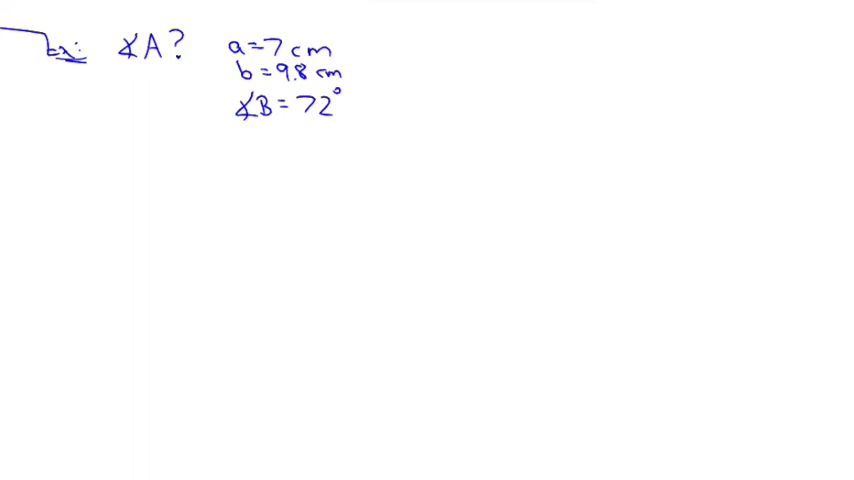 Ex: ∡A? a = 7 cm
b = 9.8 cm
∡B = 72°